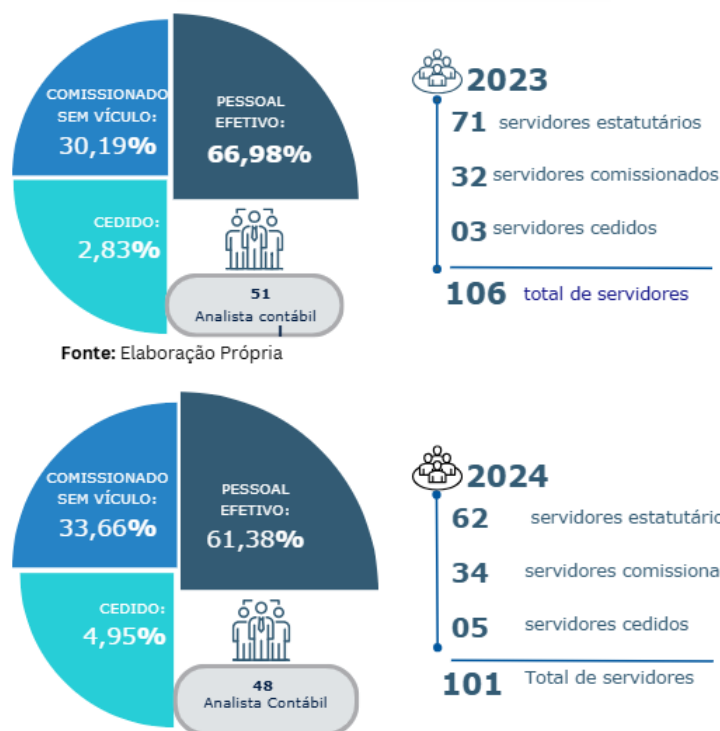 COMISSIONADO
SEM VÍCULO:
30,19%
PESSOAL
EFETIVO:
66,98%
CEDIDO:
2,83%
51
Analista contábil
2023
71 servidores estatutários
32 servidores comissionados
03 servidores cedidos
106 total de servidores
Fonte: Elaboração Própria
COMISSIONADO
SEM VÍCULO:
33,66%
PESSOAL
EFETIVO:
61,38%
CEDIDO:
4,95%
48
Analista Contábil
2024
62 servidores estatutário
34 servidores comissiona
05 servidores cedidos
101 Total de servidores